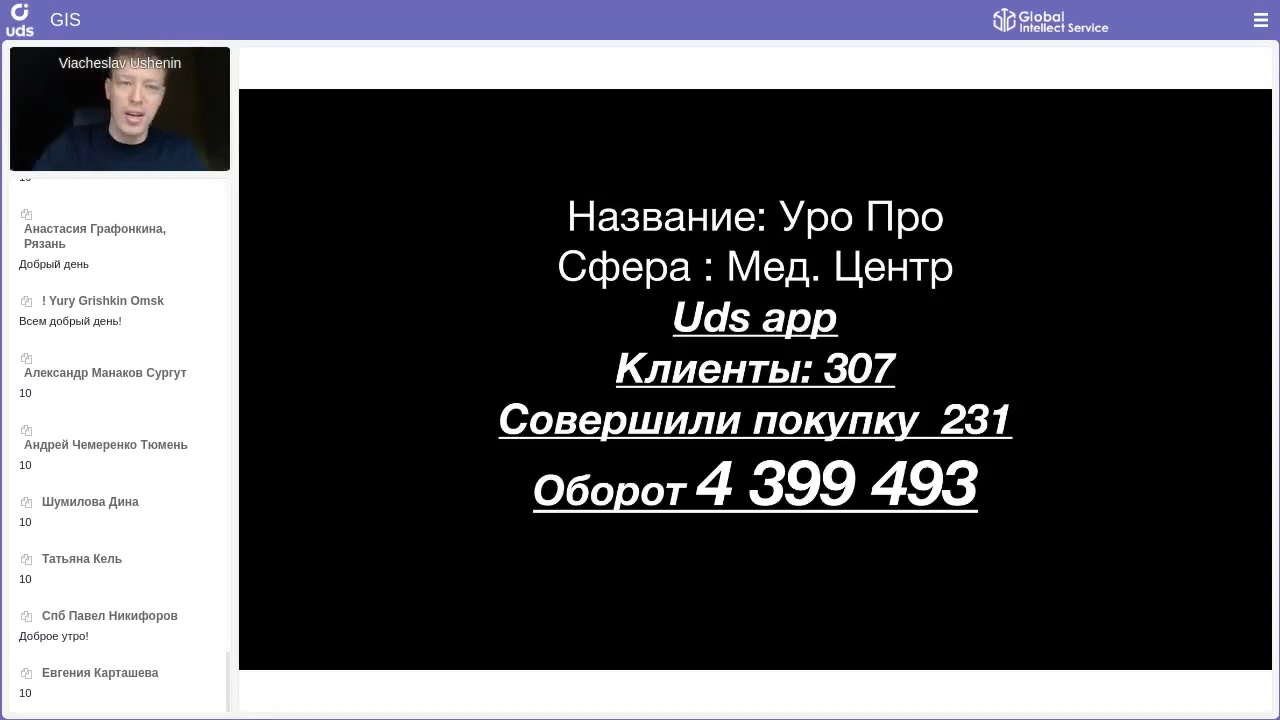 uds
GIS
Global
Intellect Service
Viacheslav Ushenin
Анастасия Графонкина,
Рязань
Добрый день
! Yury Grishkin Omsk
Всем добрый день!
Александр Манаков Сургут
10
Андрей Чемеренко Тюмень
10
Шумилова Дина
10
Татьяна Кель
10
Спб Павел Никифоров
Доброе утро!
Евгения Карташева
10
Название: Уро Про
Сфера : Мед. Центр
Uds app
Клиенты: 307
Совершили покупку 231
Оборот 4 399 493